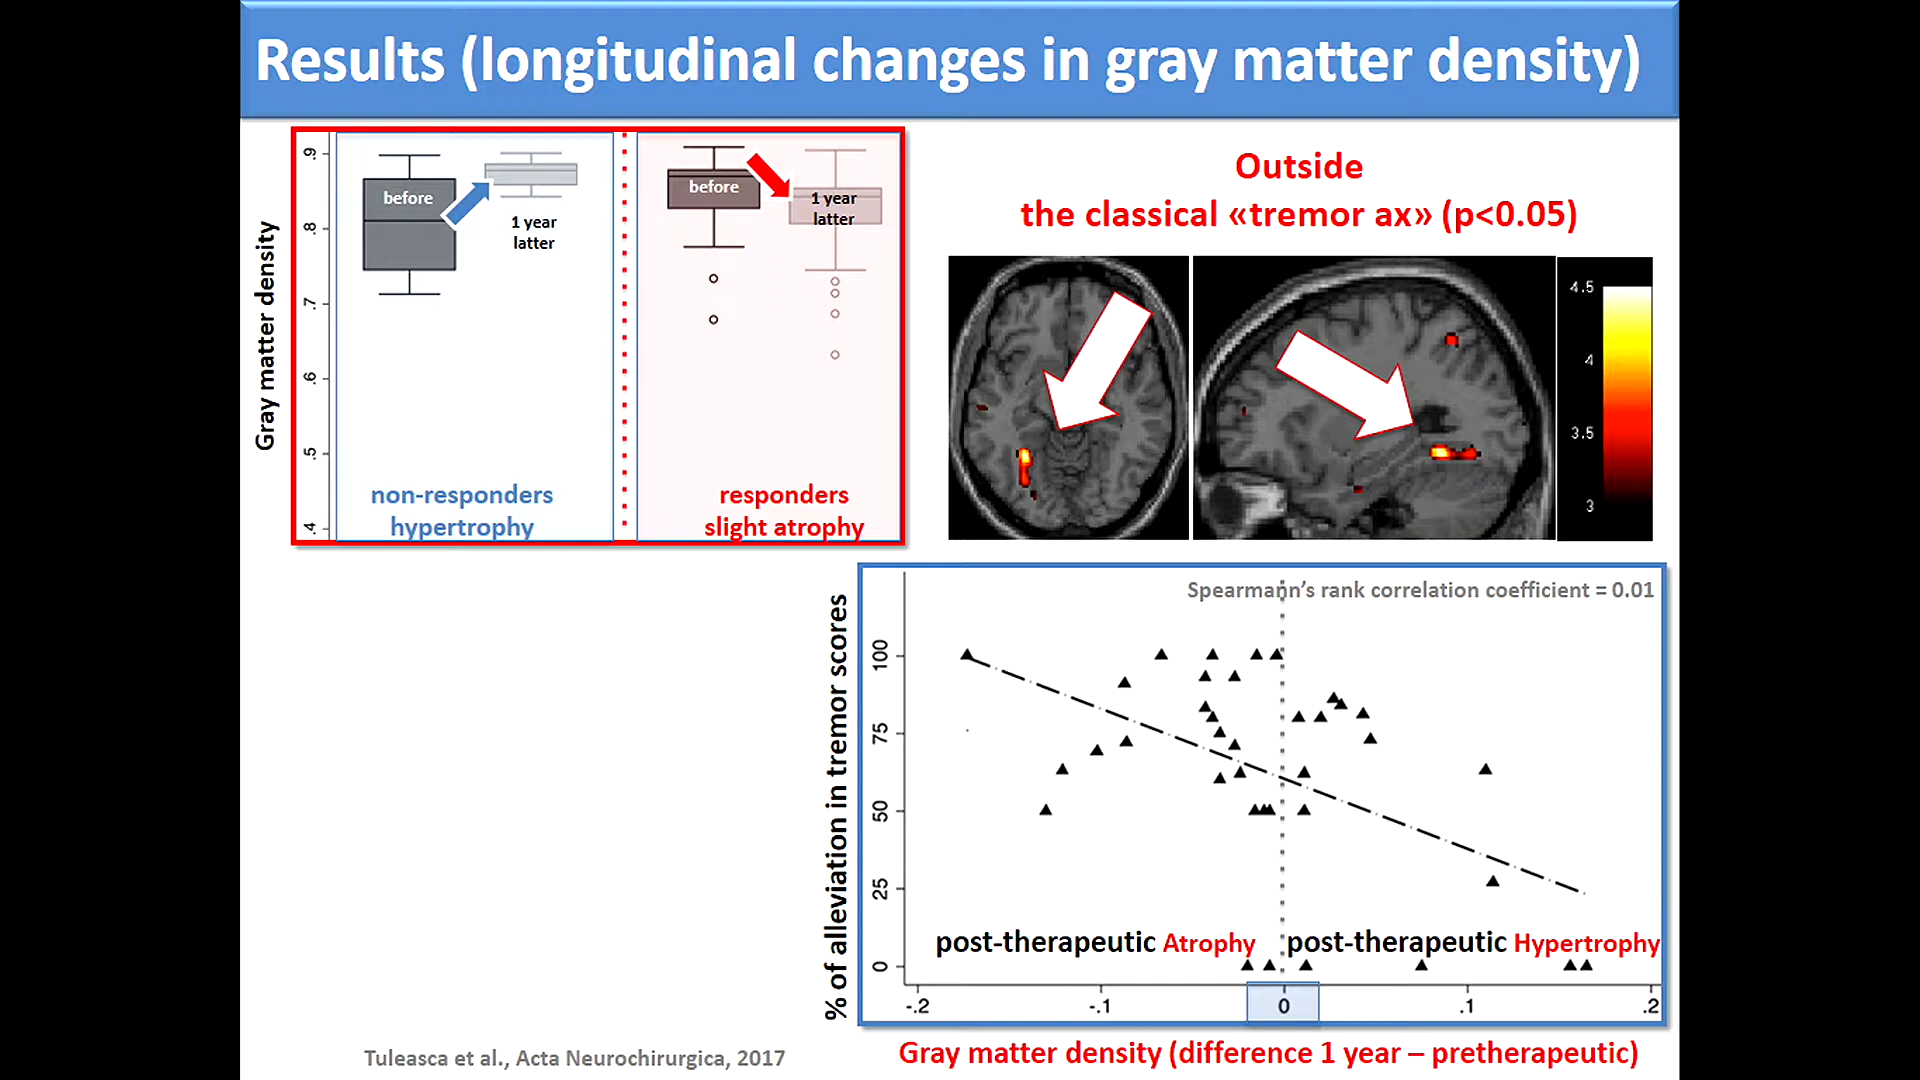 Results (longitudinal changes in gray matter density)
Gray matter density
.9
.8
.7
.6
.5
.4
before
1 year
latter
non-responders
hypertrophy
before
1 year
latter
responders
slight atrophy
Outside
the classical «tremor ax» (p<0.05)
4.5
4
3.5
3
% of alleviation in tremor scores
Spearmann’s rank correlation coefficient = 0.01
100
75
50
25
0
post-therapeutic Atrophy
post-therapeutic Hypertrophy
-.2
-.1
0
.1
.2
Gray matter density (difference 1 year – pretherapeutic)
Tuleasca et al., Acta Neurochirurgica, 2017